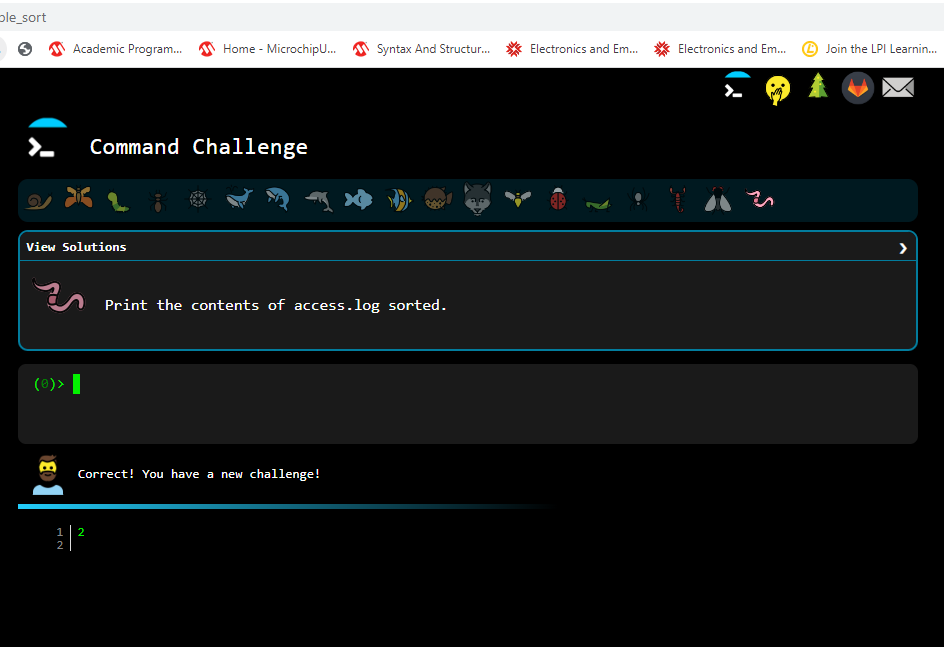 ple_sort
Academic Program... Home - MicrochipU... Syntax And Structur... Electronics and Em... Electronics and Em... Join the LPI Learnin...
Command Challenge
View Solutions
Print the contents of access.log sorted.
(0)>
Correct! You have a new challenge!
1 2
2